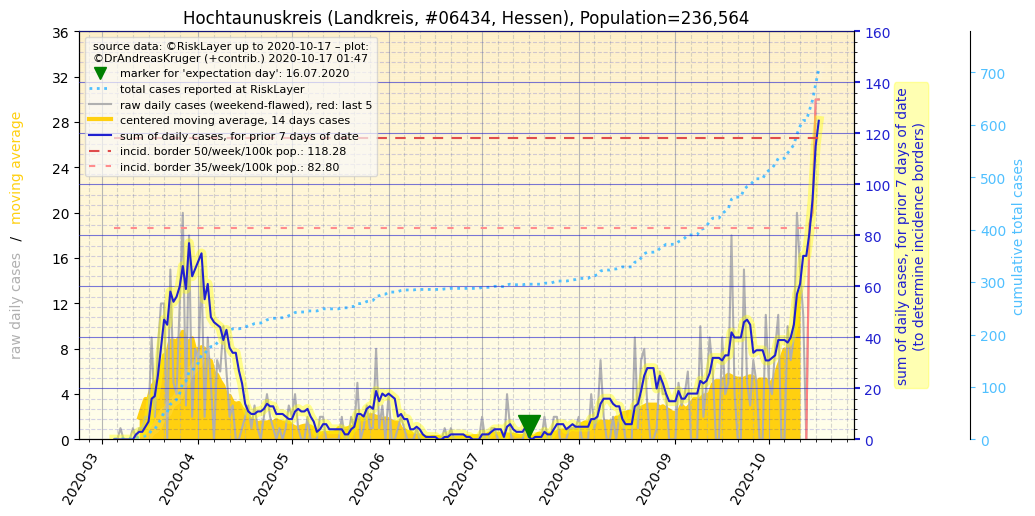 Hochtaunuskreis (Landkreis, #06434, Hessen), Population=236,564
source data: ©RiskLayer up to 2020-10-17 – plot:
©DrAndreasKruger (+contrib.) 2020-10-17 01:47
marker for 'expectation day': 16.07.2020
total cases reported at RiskLayer
raw daily cases (weekend-flawed), red: last 5
centered moving average, 14 days cases
sum of daily cases, for prior 7 days of date
incid. border 50/week/100k pop.: 118.28
incid. border 35/week/100k pop.: 82.80
raw daily cases / moving average
36
32
28
24
20
16
12
8
4
0
160
140
120
100
80
60
40
20
0
sum of daily cases, for prior 7 days of date
(to determine incidence borders)
700
600
500
400
300
200
100
0
cumulative total cases
2020-03
2020-04
2020-05
2020-06
2020-07
2020-08
2020-09
2020-10